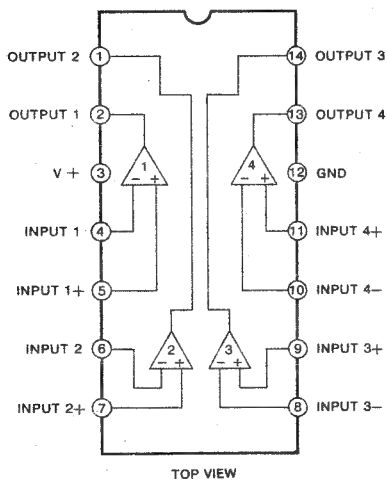 OUTPUT 2 1 14 OUTPUT 3
OUTPUT 1 2 13 OUTPUT 4
V + 3 1 - + 4 - + 12 GND
INPUT 1 4 11 INPUT 4+
INPUT 1+ 5 10 INPUT 4-
INPUT 2 6 2 - + 3 - + 9 INPUT 3+
INPUT 2+ 7 8 INPUT 3-
TOP VIEW